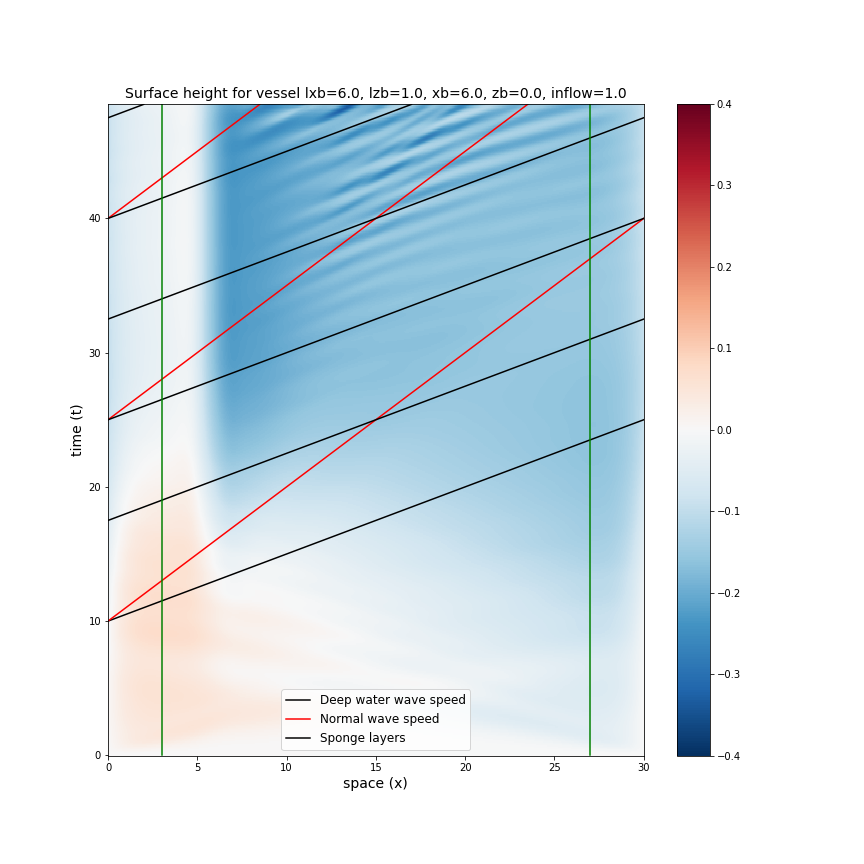 Surface height for vessel lxb=6.0, lzb=1.0, xb=6.0, zb=0.0, inflow=1.0
time (t)
40
30
20
10
0
0 5 10 15 20 25 30
space (x)
Deep water wave speed
Normal wave speed
Sponge layers
0.4
0.3
0.2
0.1
0.0
−0.1
−0.2
−0.3
−0.4